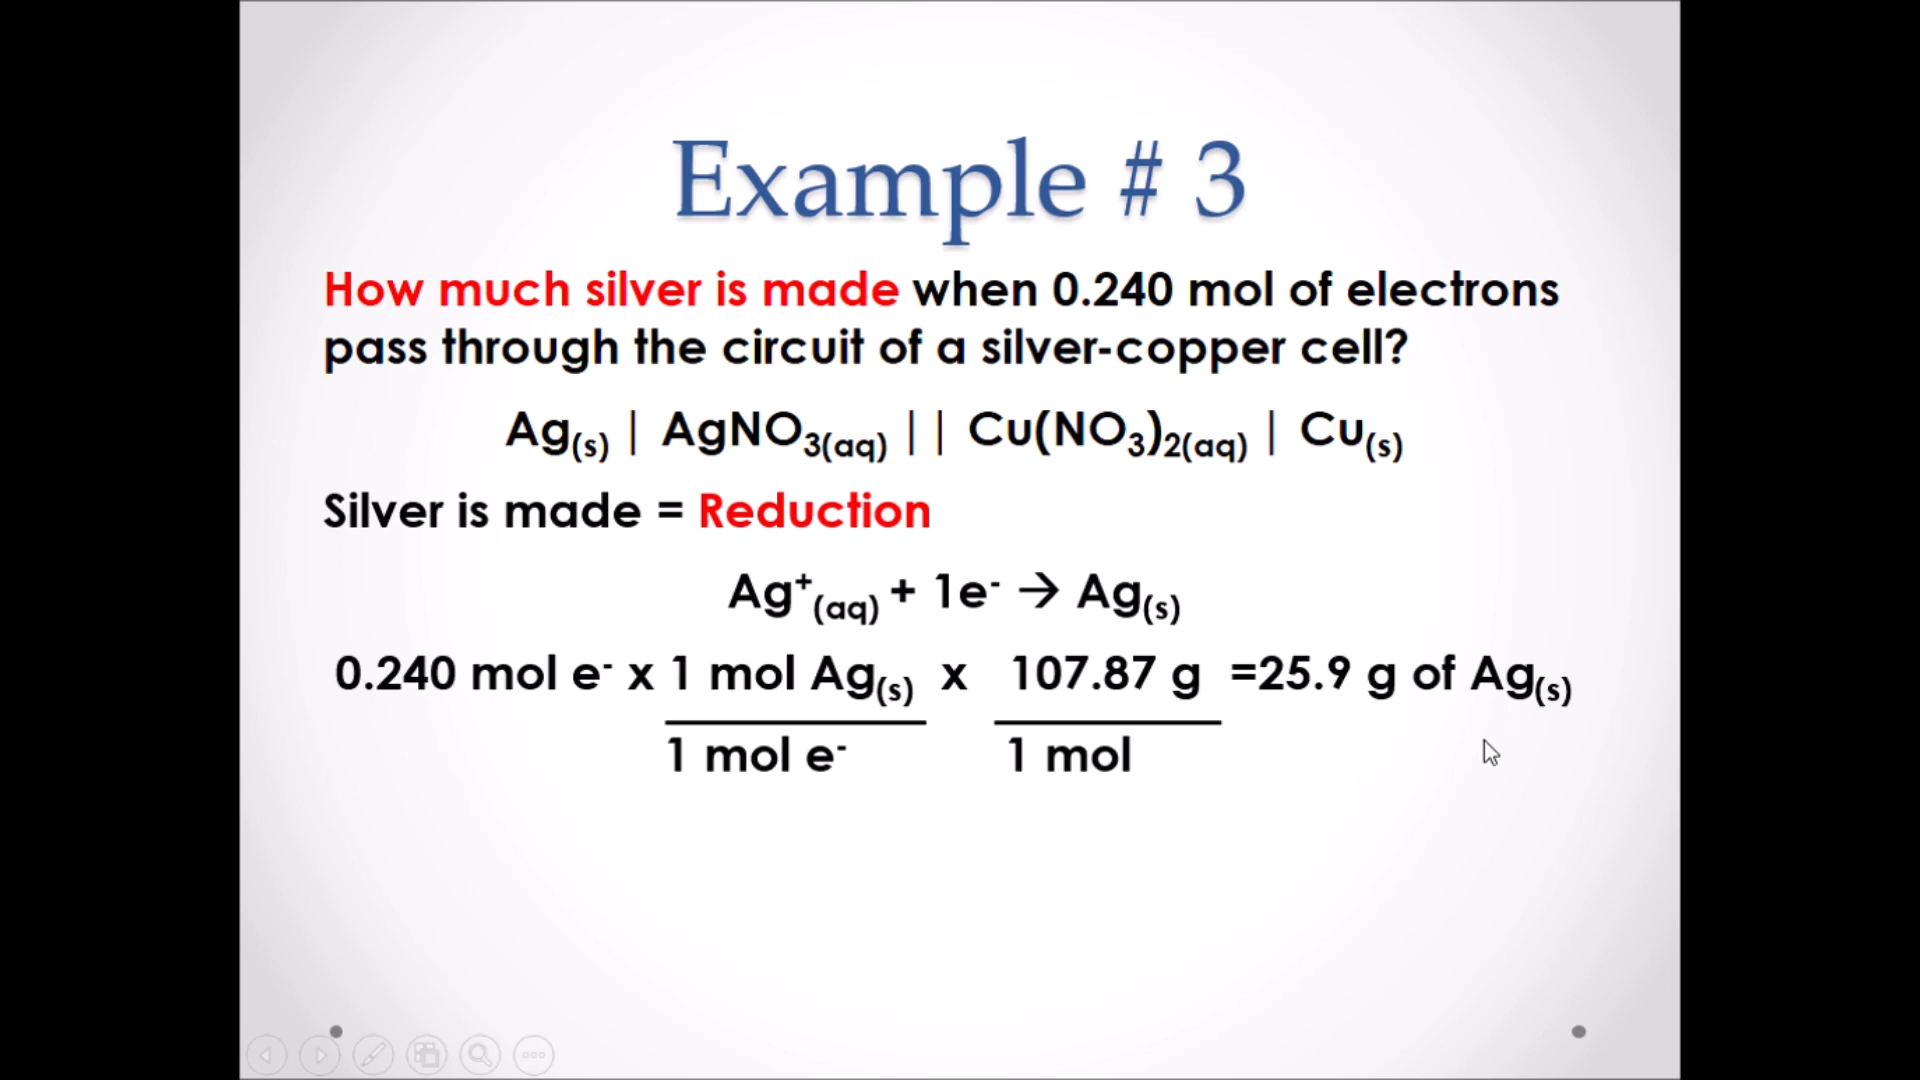 Example # 3
How much silver is made when 0.240 mol of electrons
pass through the circuit of a silver-copper cell?
Ag(s) | AgNO3(aq) || Cu(NO3)2(aq) | Cu(s)
Silver is made = Reduction
Ag⁺(aq) + 1e⁻ → Ag(s)
0.240 mol e⁻ x 1 mol Ag(s) x 107.87 g =25.9 g of Ag(s)
1 mol e⁻ 1 mol